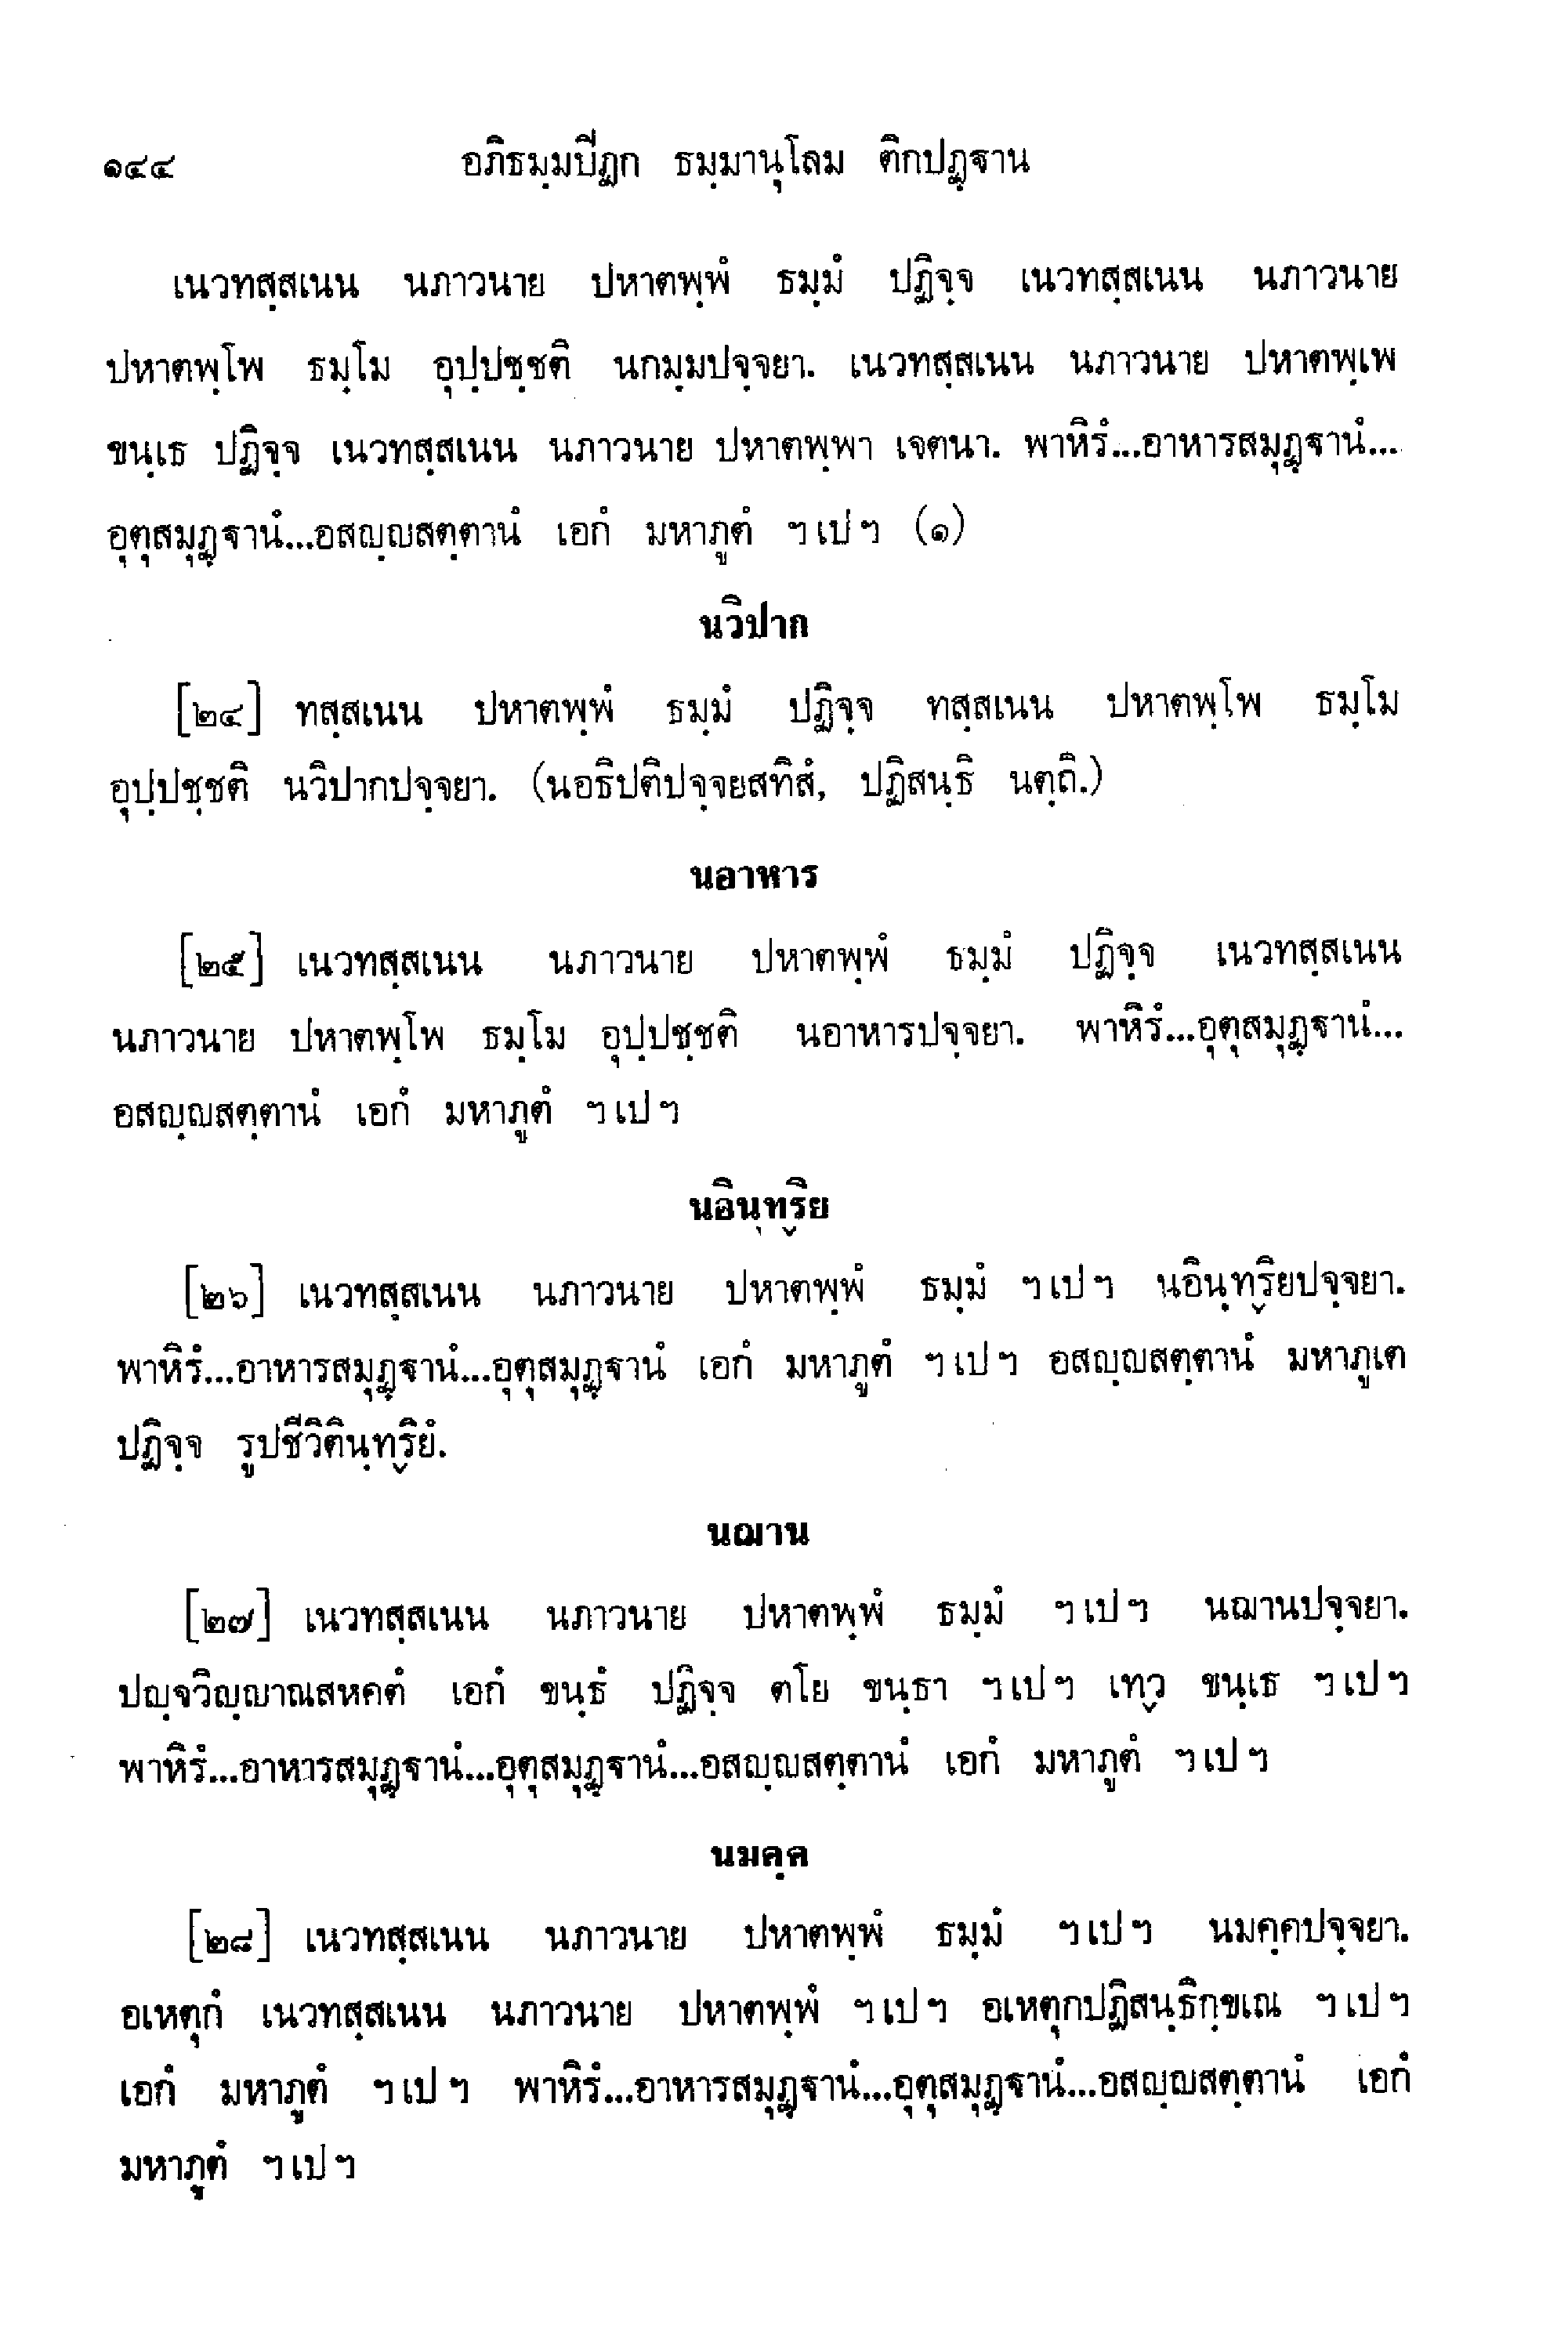 ๑๔๔ อภิธมฺมปีฏก ธมฺมานุโลม ติกปฏฺฐาน
เนวทสฺสเนน นภาวนาย ปหาตพฺพํ ธมฺมํ ปฏิจฺจ เนวทสฺสเนน นภาวนาย
ปหาตพฺโพ ธมฺโม อุปฺปชฺชติ นกมฺมปจฺจยา. เนวทสฺสเนน นภาวนาย ปหาตพฺเพ
ขนฺเธ ปฏิจฺจ เนวทสฺสเนน นภาวนาย ปหาตพฺพา เจตนา. พาหิรํ...อาหารสมุฏฺฐานํ...
อุตุสมุฏฺฐานํ...อสญฺญสตฺตานํ เอกํ มหาภูตํ ฯ เป ฯ (๑)
นวิปาก
[๒๔] ทสฺสเนน ปหาตพฺพํ ธมฺมํ ปฏิจฺจ ทสฺสเนน ปหาตพฺโพ ธมฺโม
อุปฺปชฺชติ นวิปากปจฺจยา. (นอธิปติปจฺจยสทิสํ, ปฏิสนฺธิ นตฺถิ.)
นอาหาร
[๒๕] เนวทสฺสเนน นภาวนาย ปหาตพฺพํ ธมฺมํ ปฏิจฺจ เนวทสฺสเนน
นภาวนาย ปหาตพฺโพ ธมฺโม อุปฺปชฺชติ นอาหารปจฺจยา. พาหิรํ...อุตุสมุฏฺฐานํ...
อสญฺญสตฺตานํ เอกํ มหาภูตํ ฯ เป ฯ
นอินฺทฺริย
[๒๖] เนวทสฺสเนน นภาวนาย ปหาตพฺพํ ธมฺมํ ฯ เป ฯ นอินฺทฺริยปจฺจยา.
พาหิรํ...อาหารสมุฏฺฐานํ...อุตุสมุฏฺฐานํ เอกํ มหาภูตํ ฯ เป ฯ อสญฺญสตฺตานํ มหาภูเต
ปฏิจฺจ รูปชีวิตินฺทฺริยํ.
นฌาน
[๒๗] เนวทสฺสเนน นภาวนาย ปหาตพฺพํ ธมฺมํ ฯ เป ฯ นฌานปจฺจยา.
ปญฺจวิญฺญาณสหคตํ เอกํ ขนฺธํ ปฏิจฺจ ตโย ขนฺธา ฯ เป ฯ เทฺว ขนฺเธ ฯ เป ฯ
พาหิรํ...อาหารสมุฏฺฐานํ...อุตุสมุฏฺฐานํ...อสญฺญสตฺตานํ เอกํ มหาภูตํ ฯ เป ฯ
นมคฺค
[๒๘] เนวทสฺสเนน นภาวนาย ปหาตพฺพํ ธมฺมํ ฯ เป ฯ นมคฺคปจฺจยา.
อเหตุกํ เนวทสฺสเนน นภาวนาย ปหาตพฺพํ ฯ เป ฯ อเหตุกปฏิสนฺธิกฺขเณ ฯ เป ฯ
เอกํ มหาภูตํ ฯ เป ฯ พาหิรํ...อาหารสมุฏฺฐานํ...อุตุสมุฏฺฐานํ...อสญฺญสตฺตานํ เอกํ
มหาภูตํ ฯ เป ฯ